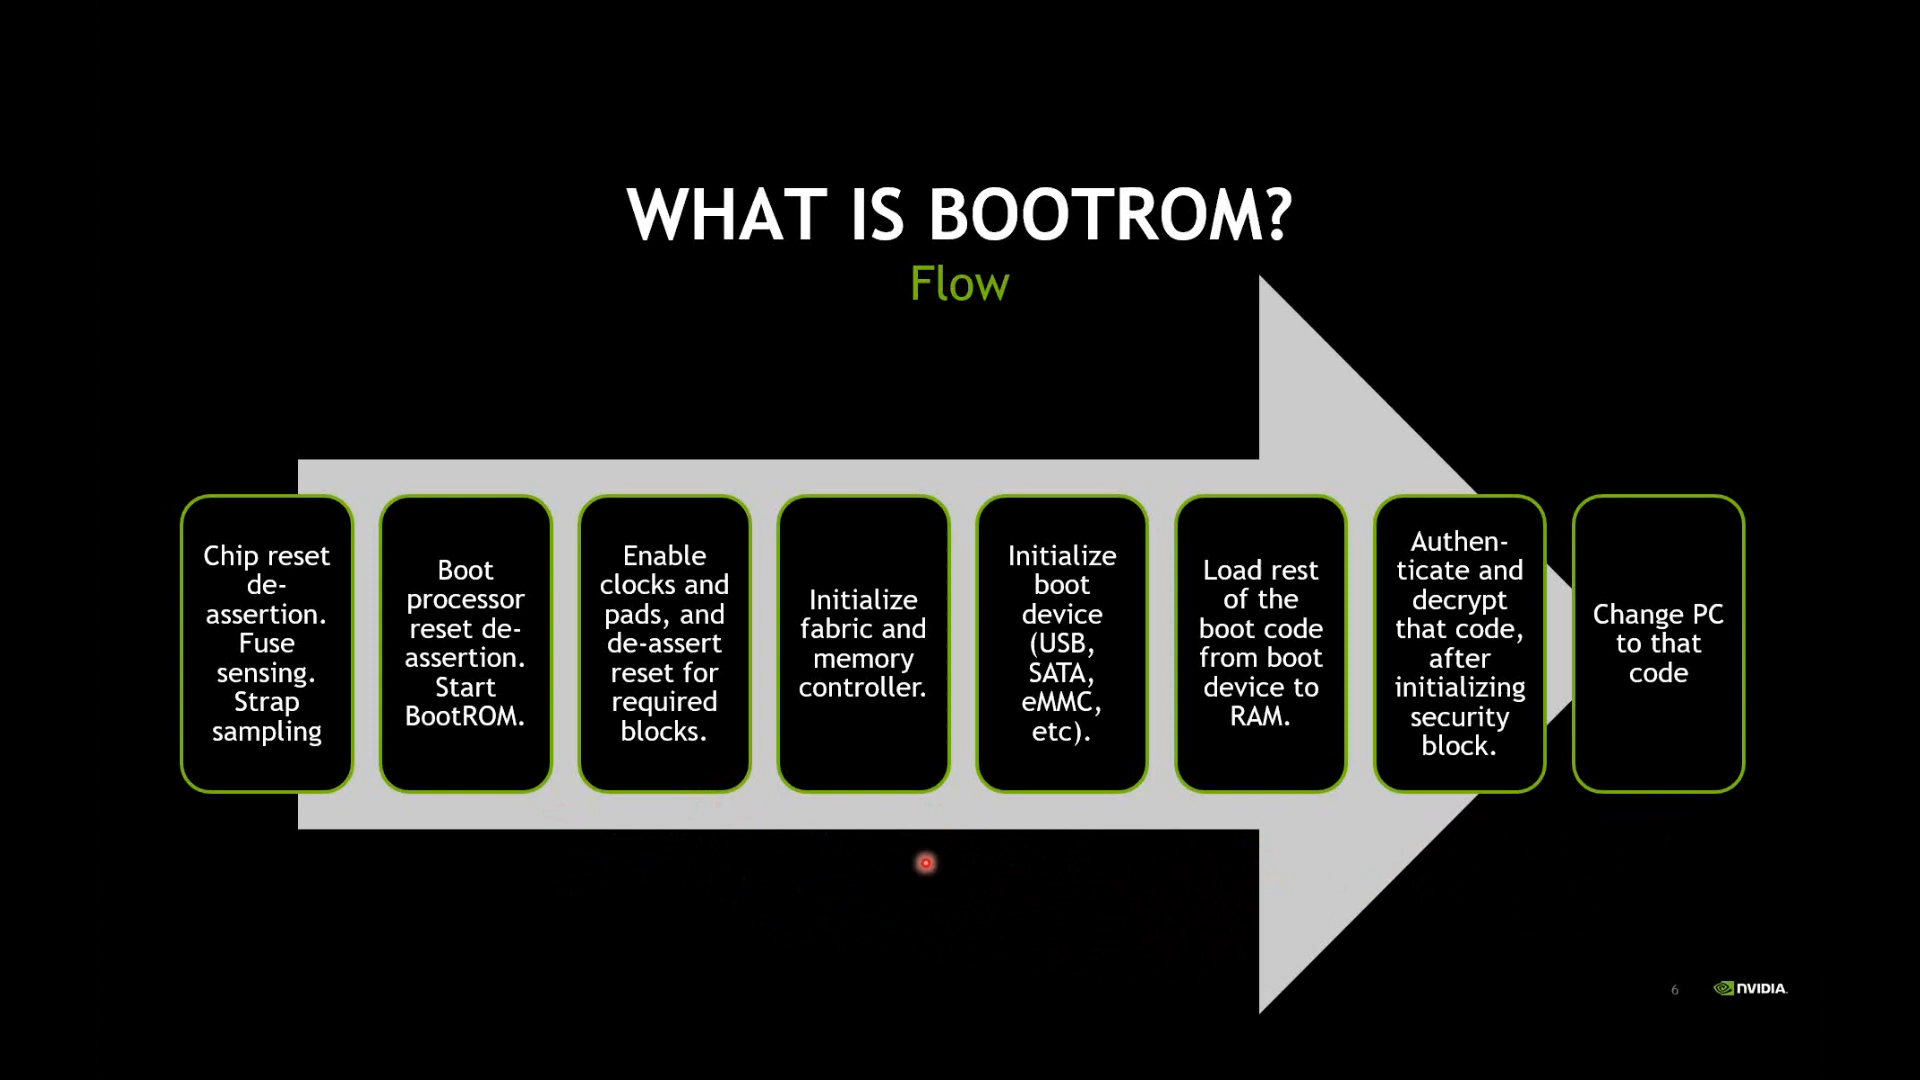 WHAT IS BOOTROM?
Flow
Chip reset
de-
assertion.
Fuse
sensing.
Strap
sampling
Boot
processor
reset de-
assertion.
Start
BootROM.
Enable
clocks and
pads, and
de-assert
reset for
required
blocks.
Initialize
fabric and
memory
controller.
Initialize
boot
device
(USB,
SATA,
eMMC,
etc).
Load rest
of the
boot code
from boot
device to
RAM.
Authen-
ticate and
decrypt
that code,
after
initializing
security
block.
Change PC
to that
code
6
NVIDIA.